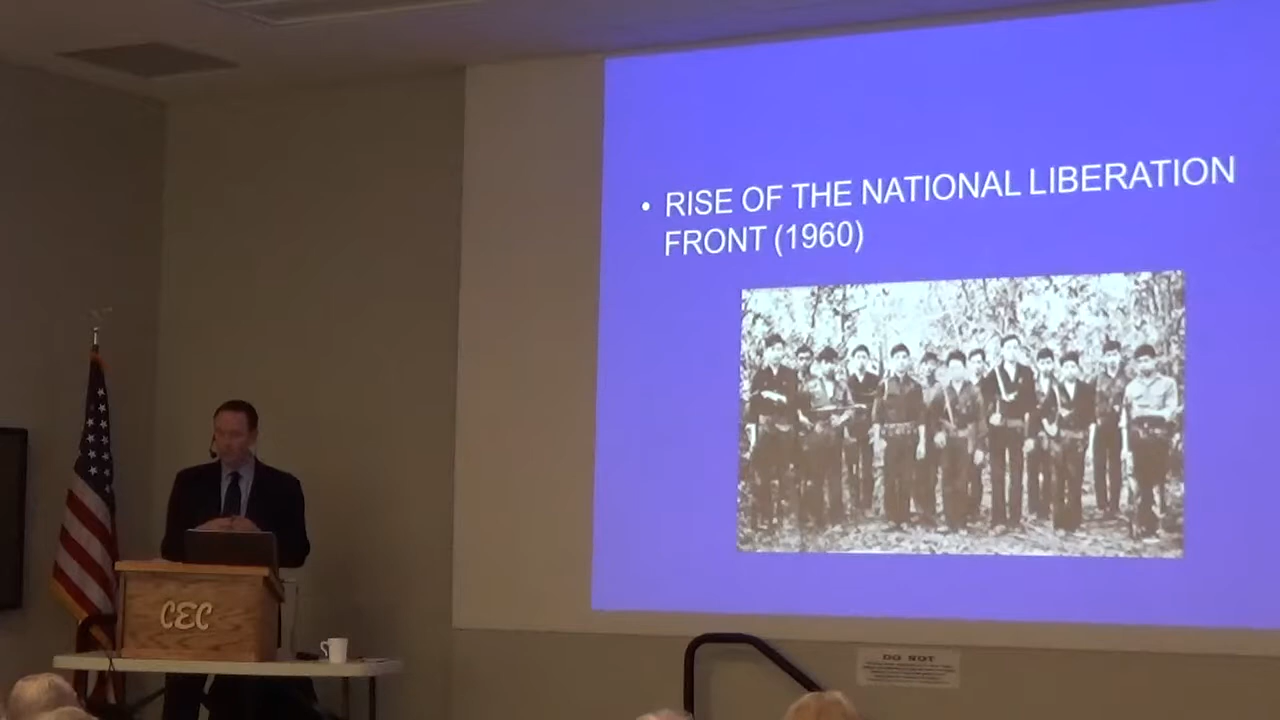 • RISE OF THE NATIONAL LIBERATION
FRONT (1960)
CEC
DO NOT